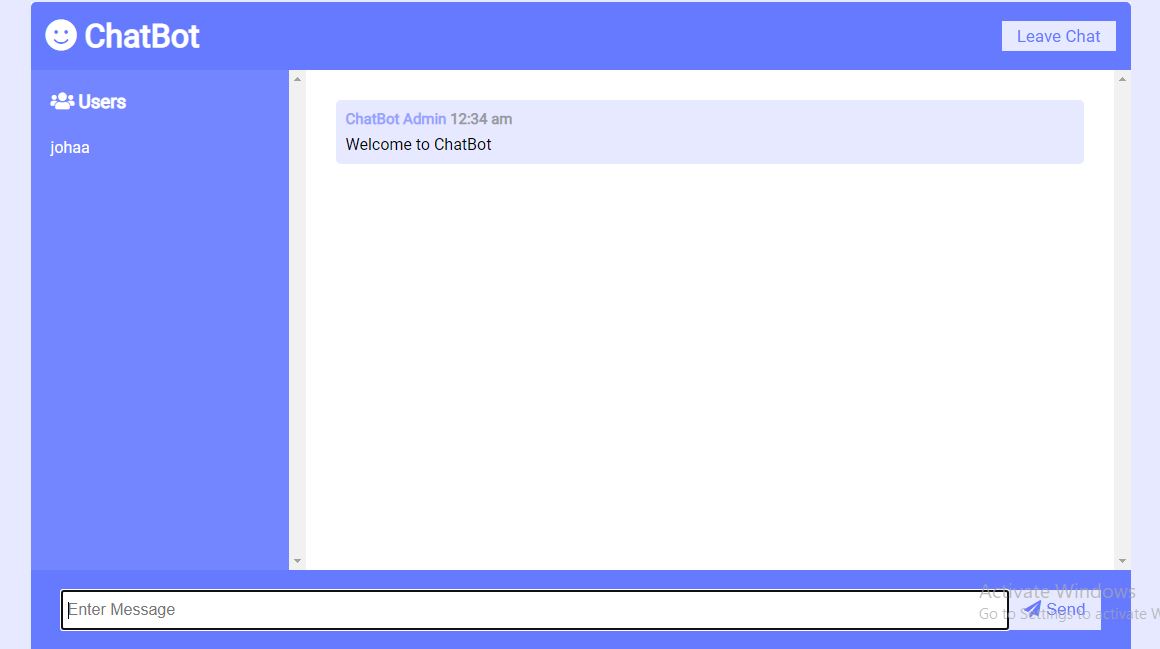 ChatBot
Leave Chat
Users
johaa
ChatBot Admin 12:34 am
Welcome to ChatBot
Enter Message
Send
Activate Windows
Go to Settings to activate W